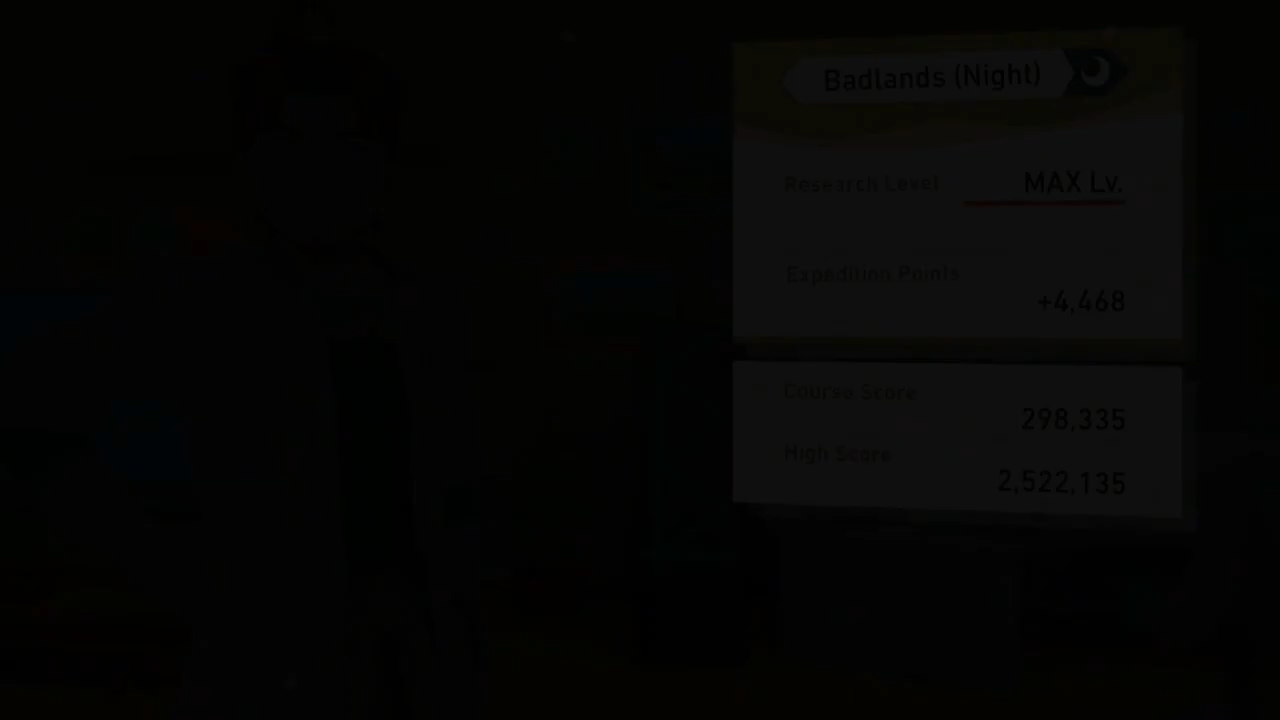 Badlands (Night)
Research Level
MAX Lv.
Expedition Points
+4,468
Course Score
298,335
High Score
2,522,135